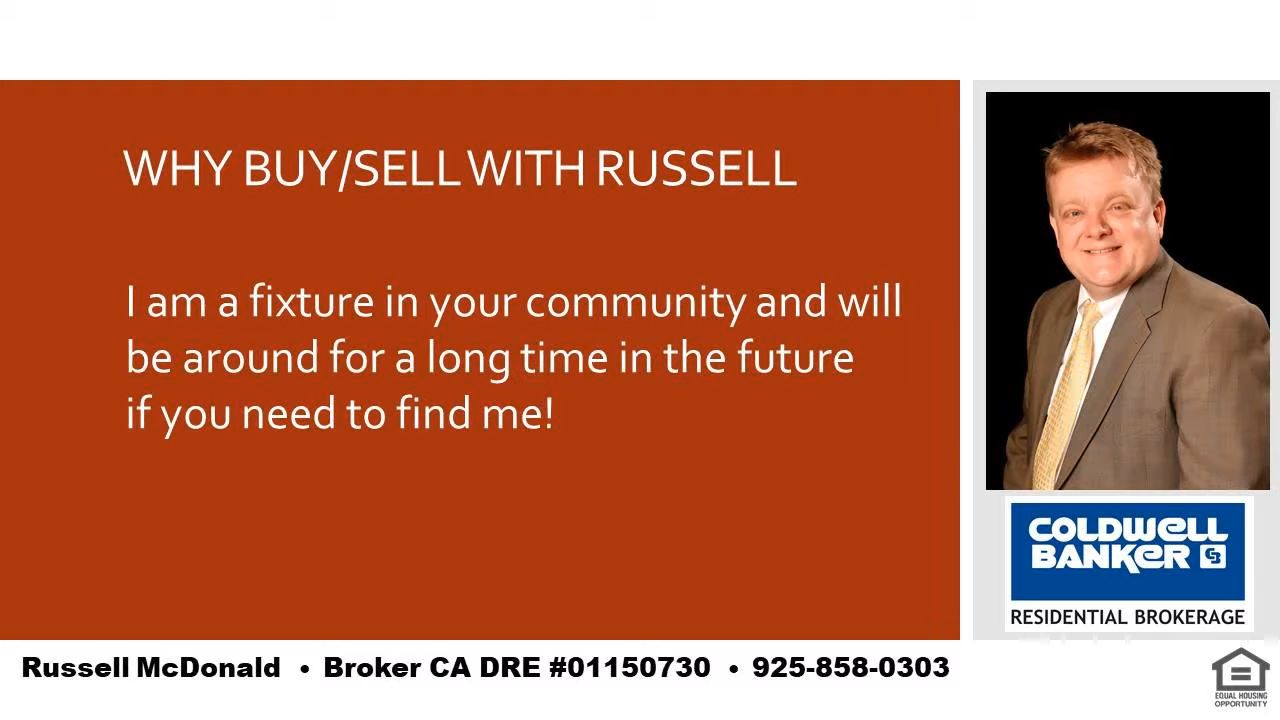 WHY BUY/SELL WITH RUSSELL
I am a fixture in your community and will
be around for a long time in the future
if you need to find me!
COLDWELL
BANKER CB
RESIDENTIAL BROKERAGE
Russell McDonald • Broker CA DRE #01150730 • 925-858-0303
EQUAL HOUSING
OPPORTUNITY